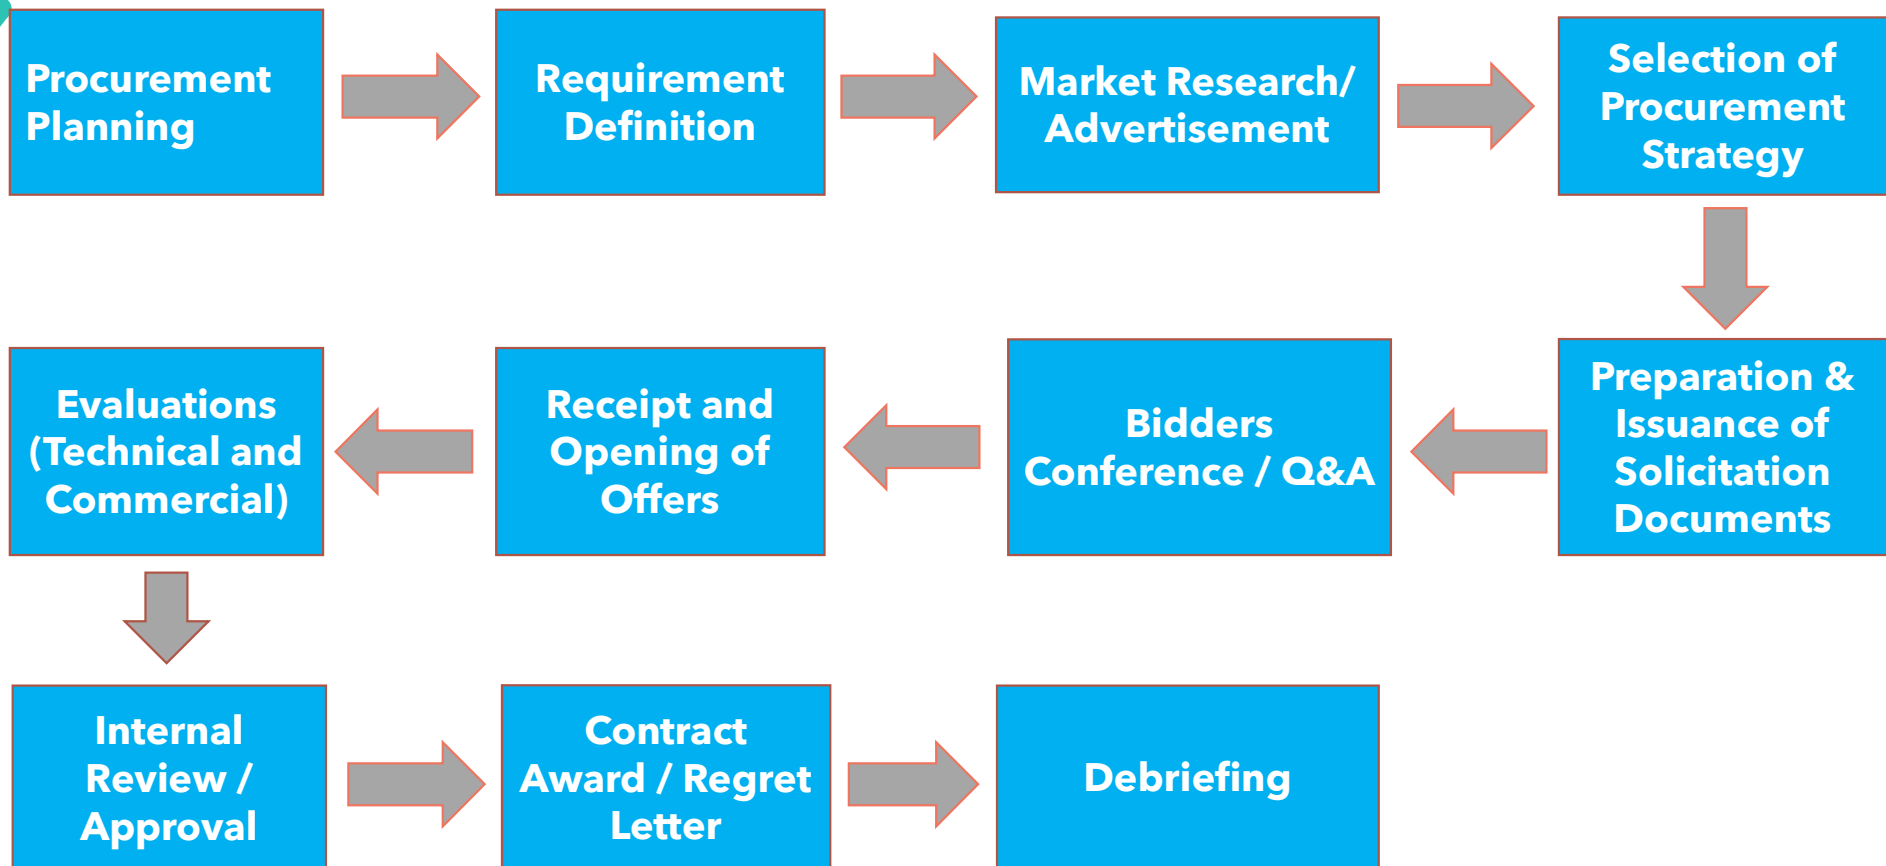 Procurement
Planning
Requirement
Definition
Market Research/
Advertisement
Selection of
Procurement
Strategy
Preparation &
Issuance of
Solicitation
Documents
Bidders
Conference / Q&A
Receipt and
Opening of
Offers
Evaluations
(Technical and
Commercial)
Internal
Review /
Approval
Contract
Award / Regret
Letter
Debriefing